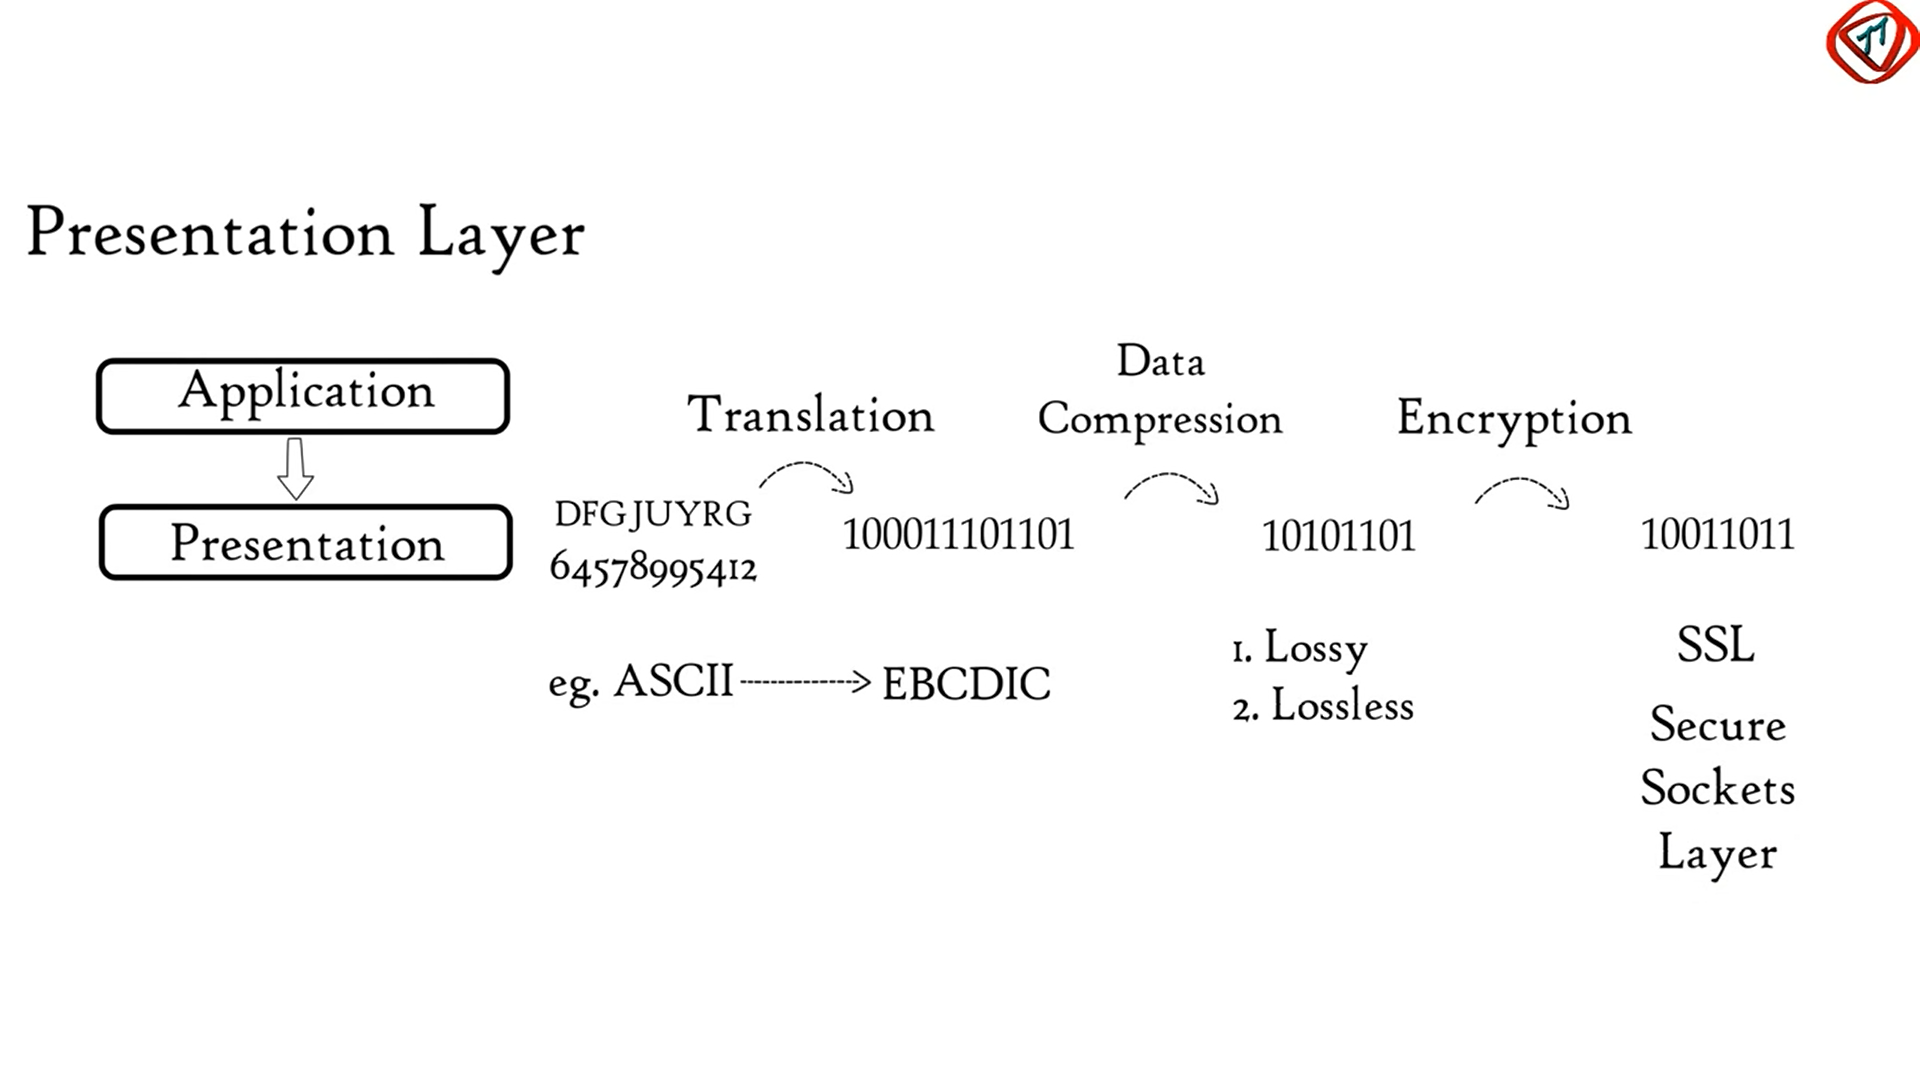 Presentation Layer
Application
Presentation
Translation
DFGJUYRG
64578995412
100011101101
eg. ASCII
EBCDIC
Data
Compression
10101101
1. Lossy
2. Lossless
Encryption
10011011
SSL
Secure
Sockets
Layer